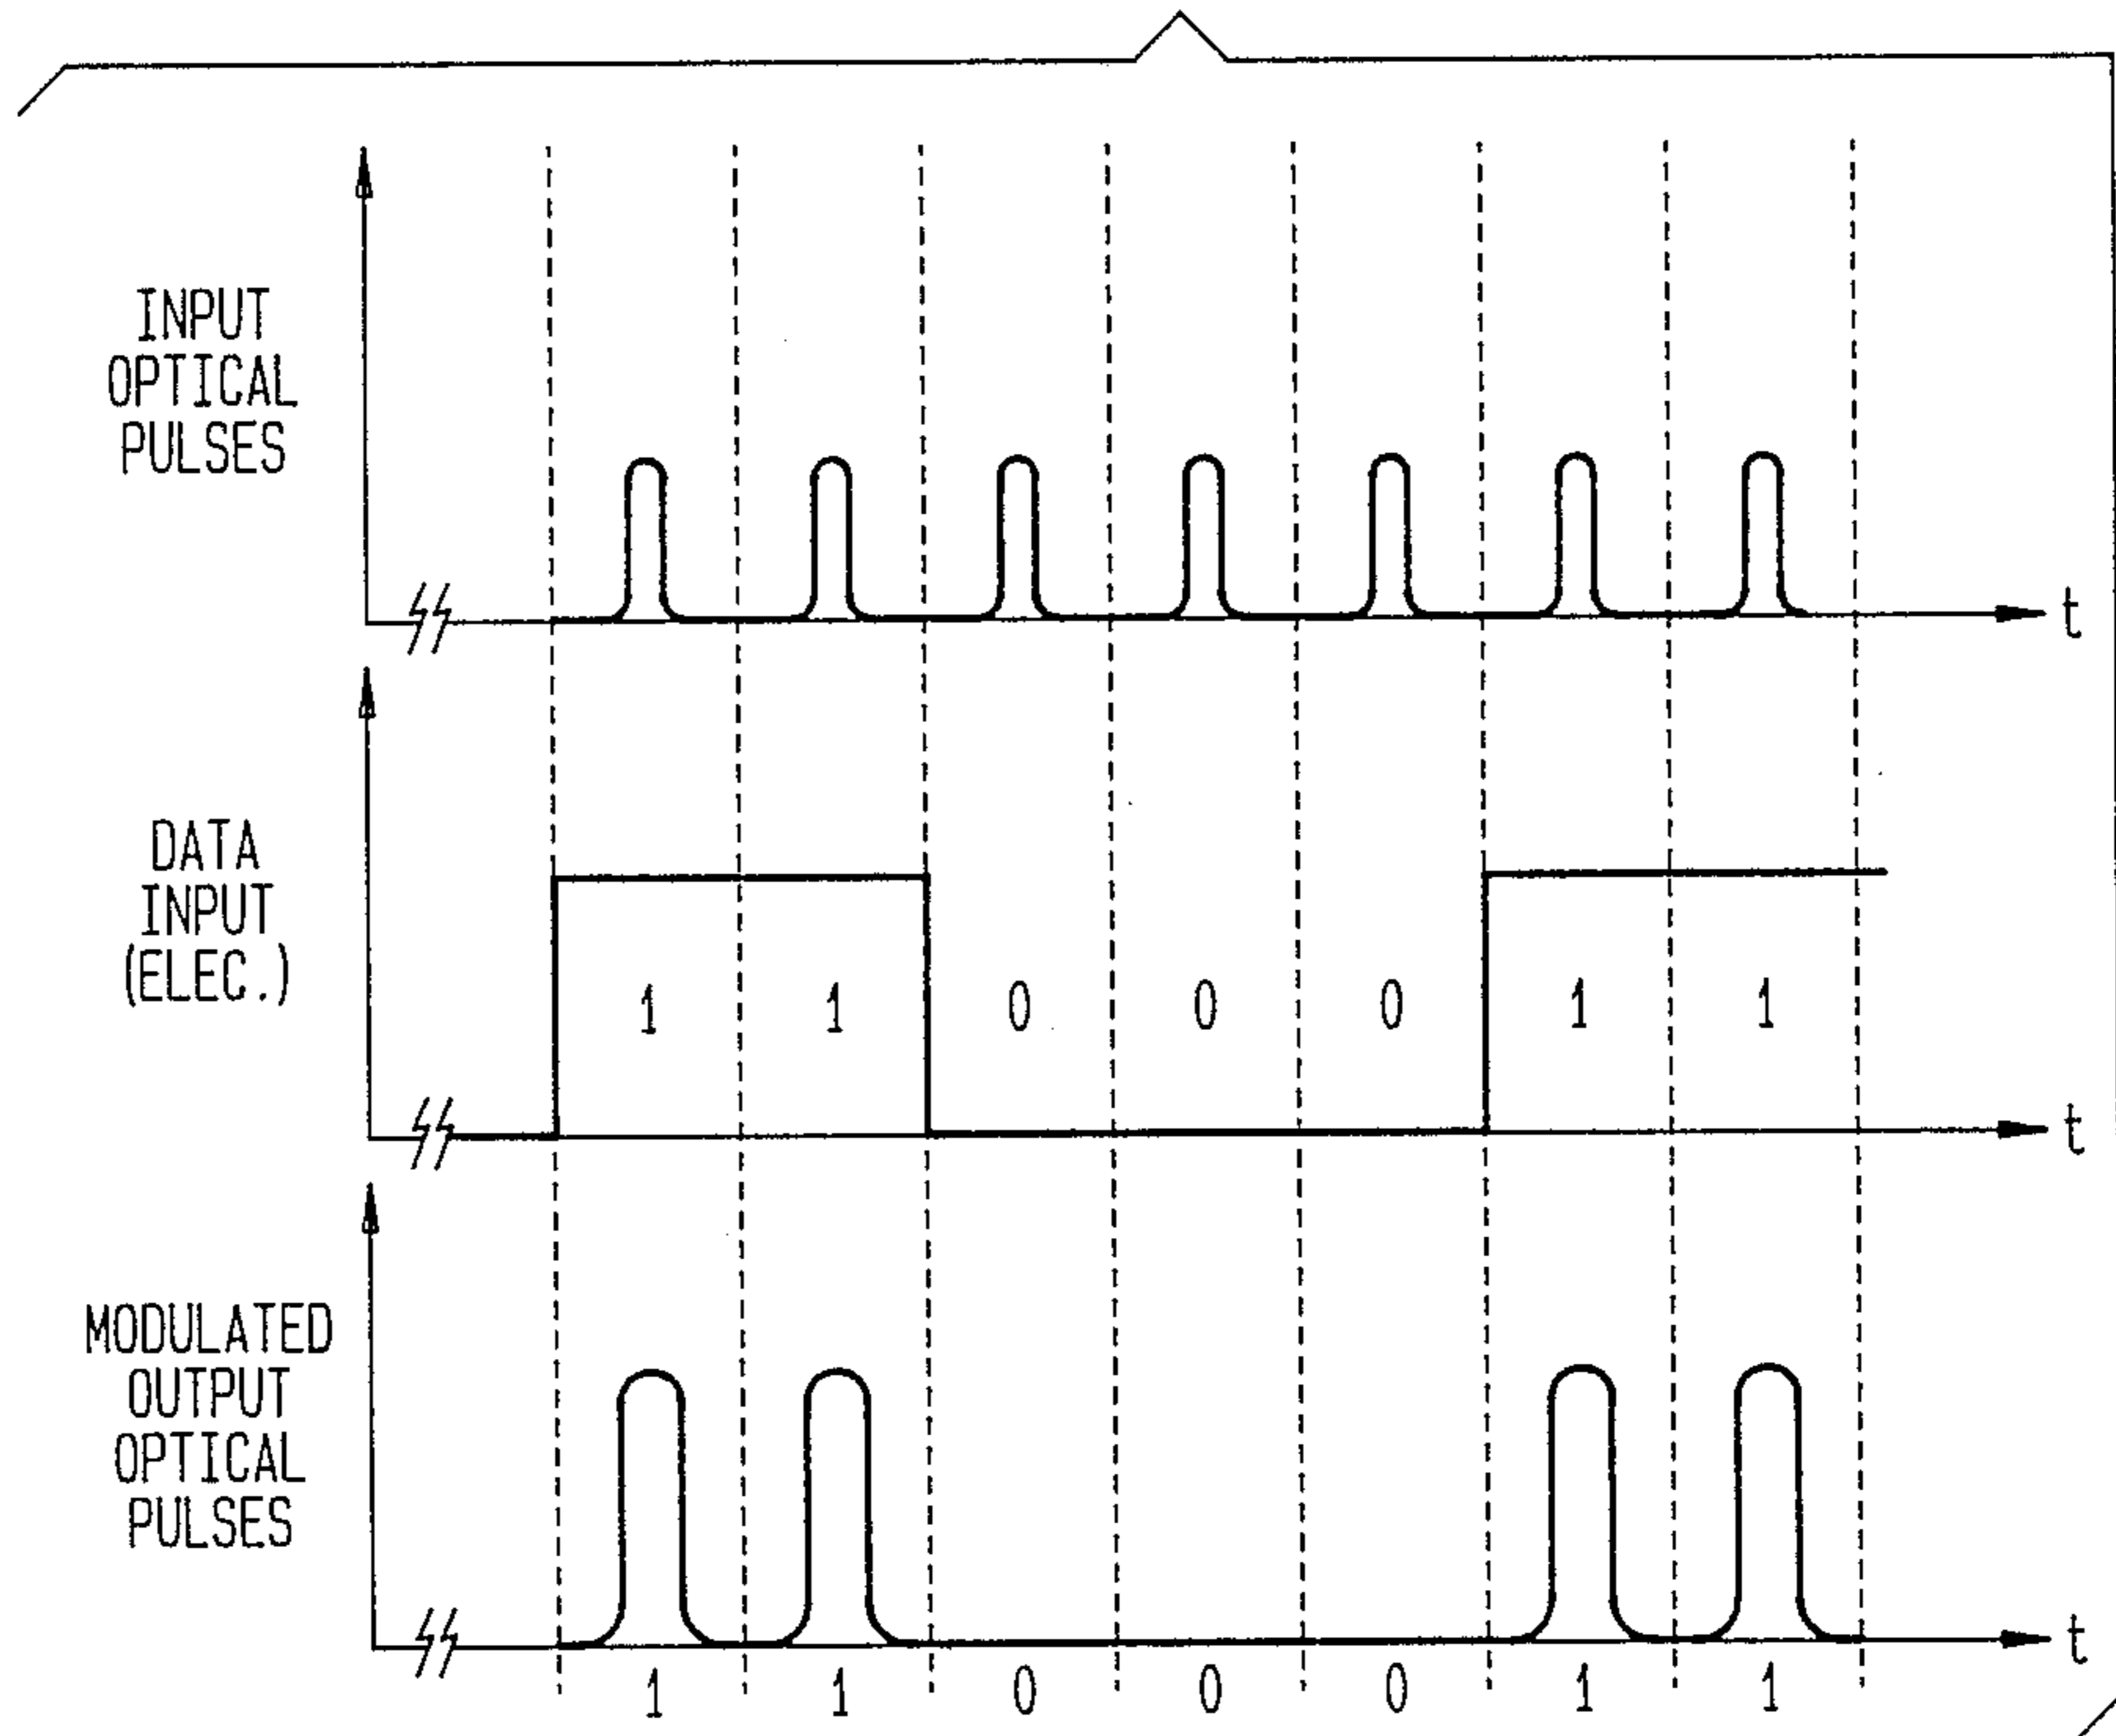 INPUT
OPTICAL
PULSES
t
DATA
INPUT
(ELEC.)
1 1 0 0 0 1 1
t
MODULATED
OUTPUT
OPTICAL
PULSES
t
1 1 0 0 0 1 1